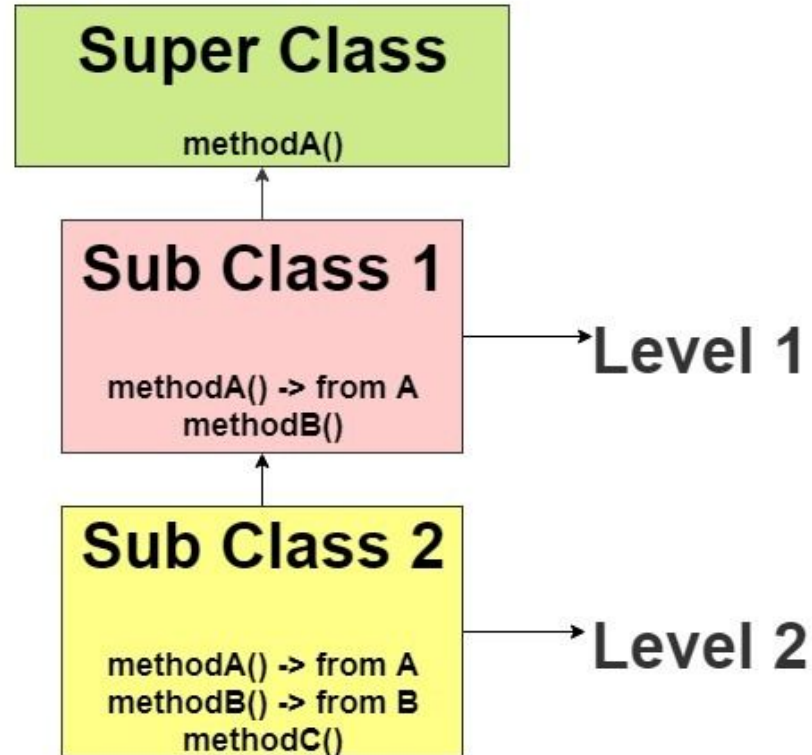 Super Class
methodA()
Sub Class 1
methodA() -> from A
methodB()
Level 1
Sub Class 2
methodA() -> from A
methodB() -> from B
methodC()
Level 2